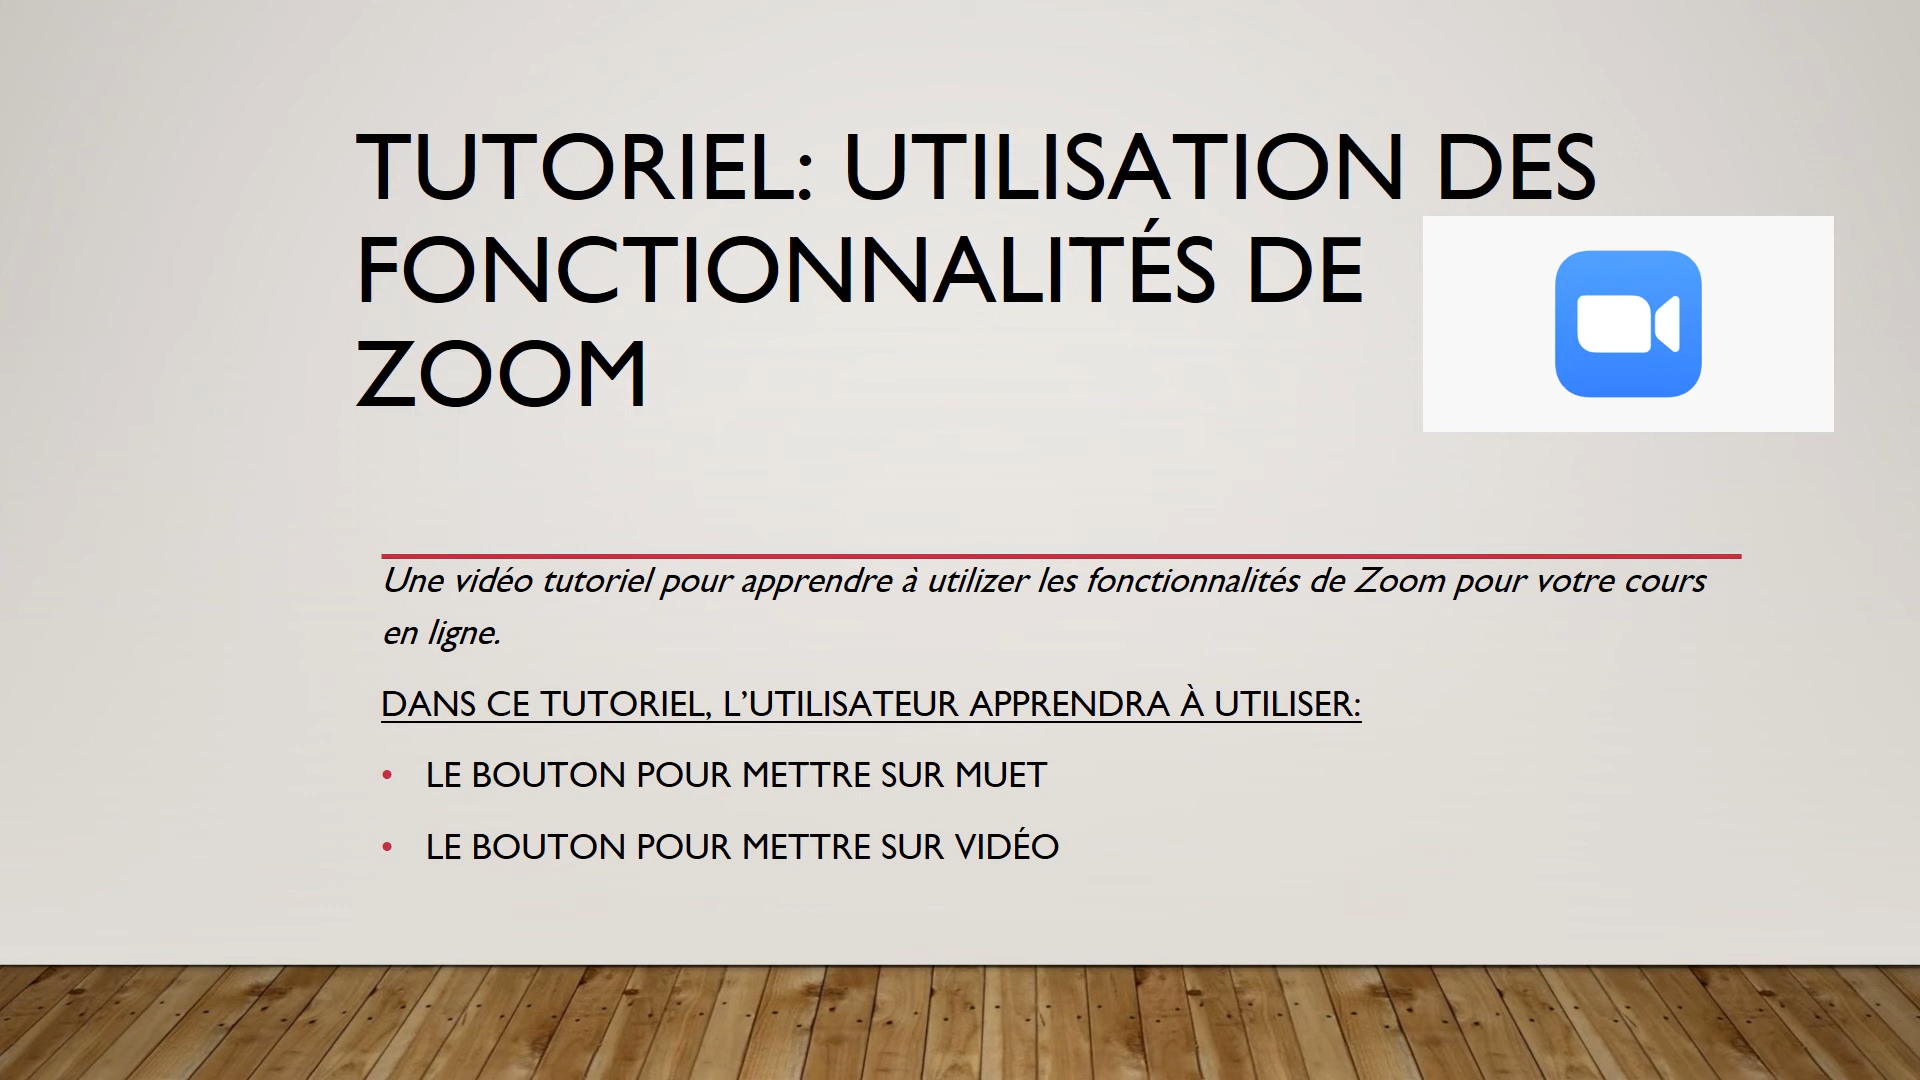 TUTORIEL: UTILISATION DES
FONCTIONNALITÉS DE
ZOOM
Une vidéo tutoriel pour apprendre à utilizer les fonctionnalités de Zoom pour votre cours
en ligne.
DANS CE TUTORIEL, L’UTILISATEUR APPRENDRA À UTILISER:
• LE BOUTON POUR METTRE SUR MUET
• LE BOUTON POUR METTRE SUR VIDÉO